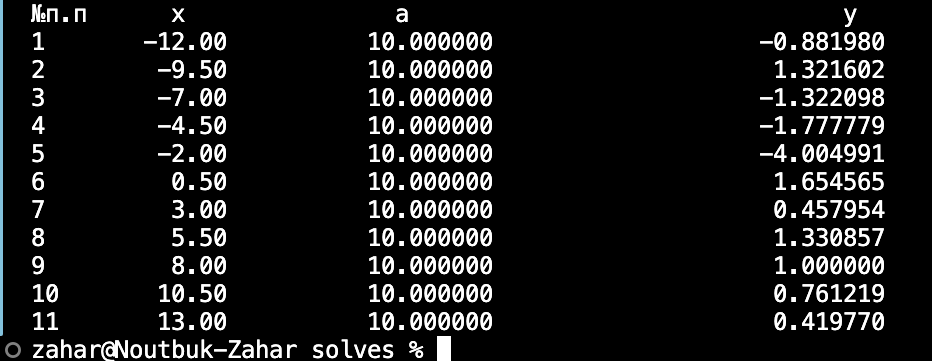 №п.п x a y
1 -12.00 10.000000 -0.881980
2 -9.50 10.000000 1.321602
3 -7.00 10.000000 -1.322098
4 -4.50 10.000000 -1.777779
5 -2.00 10.000000 -4.004991
6 0.50 10.000000 1.654565
7 3.00 10.000000 0.457954
8 5.50 10.000000 1.330857
9 8.00 10.000000 1.000000
10 10.50 10.000000 0.761219
11 13.00 10.000000 0.419770
zahar@Noutbuk-Zahar solves %